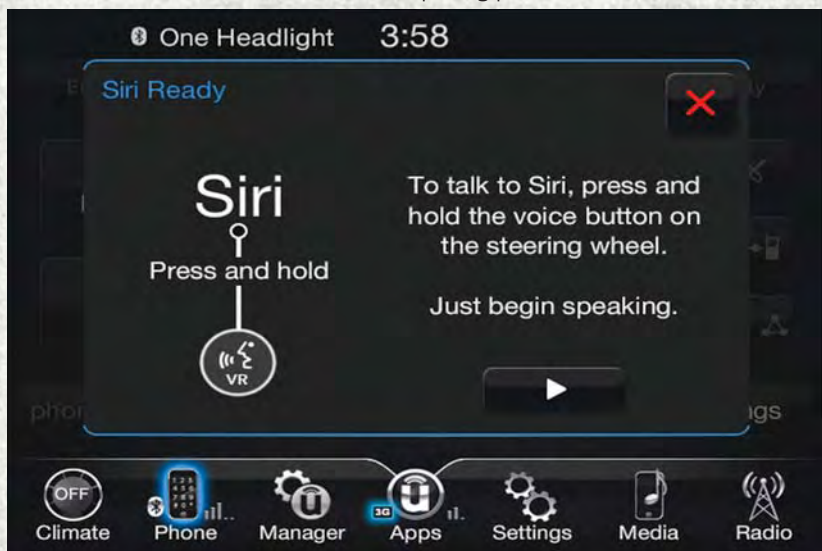 One Headlight 3:58
Siri Ready
Siri
Press and hold
VR
To talk to Siri, press and
hold the voice button on
the steering wheel.
Just begin speaking.
OFF
3G
Climate Phone Manager Apps Settings Media Radio